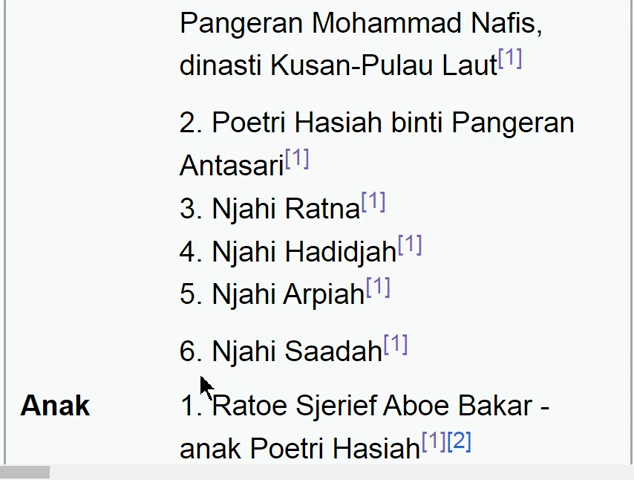 Pangeran Mohammad Nafis,
dinasti Kusan-Pulau Laut[1]
2. Poetri Hasiah binti Pangeran
Antasari[1]
3. Njahi Ratna[1]
4. Njahi Hadidjah[1]
5. Njahi Arpiah[1]
6. Njahi Saadah[1]
Anak 1. Ratoe Sjerief Aboe Bakar -
anak Poetri Hasiah[1][2]